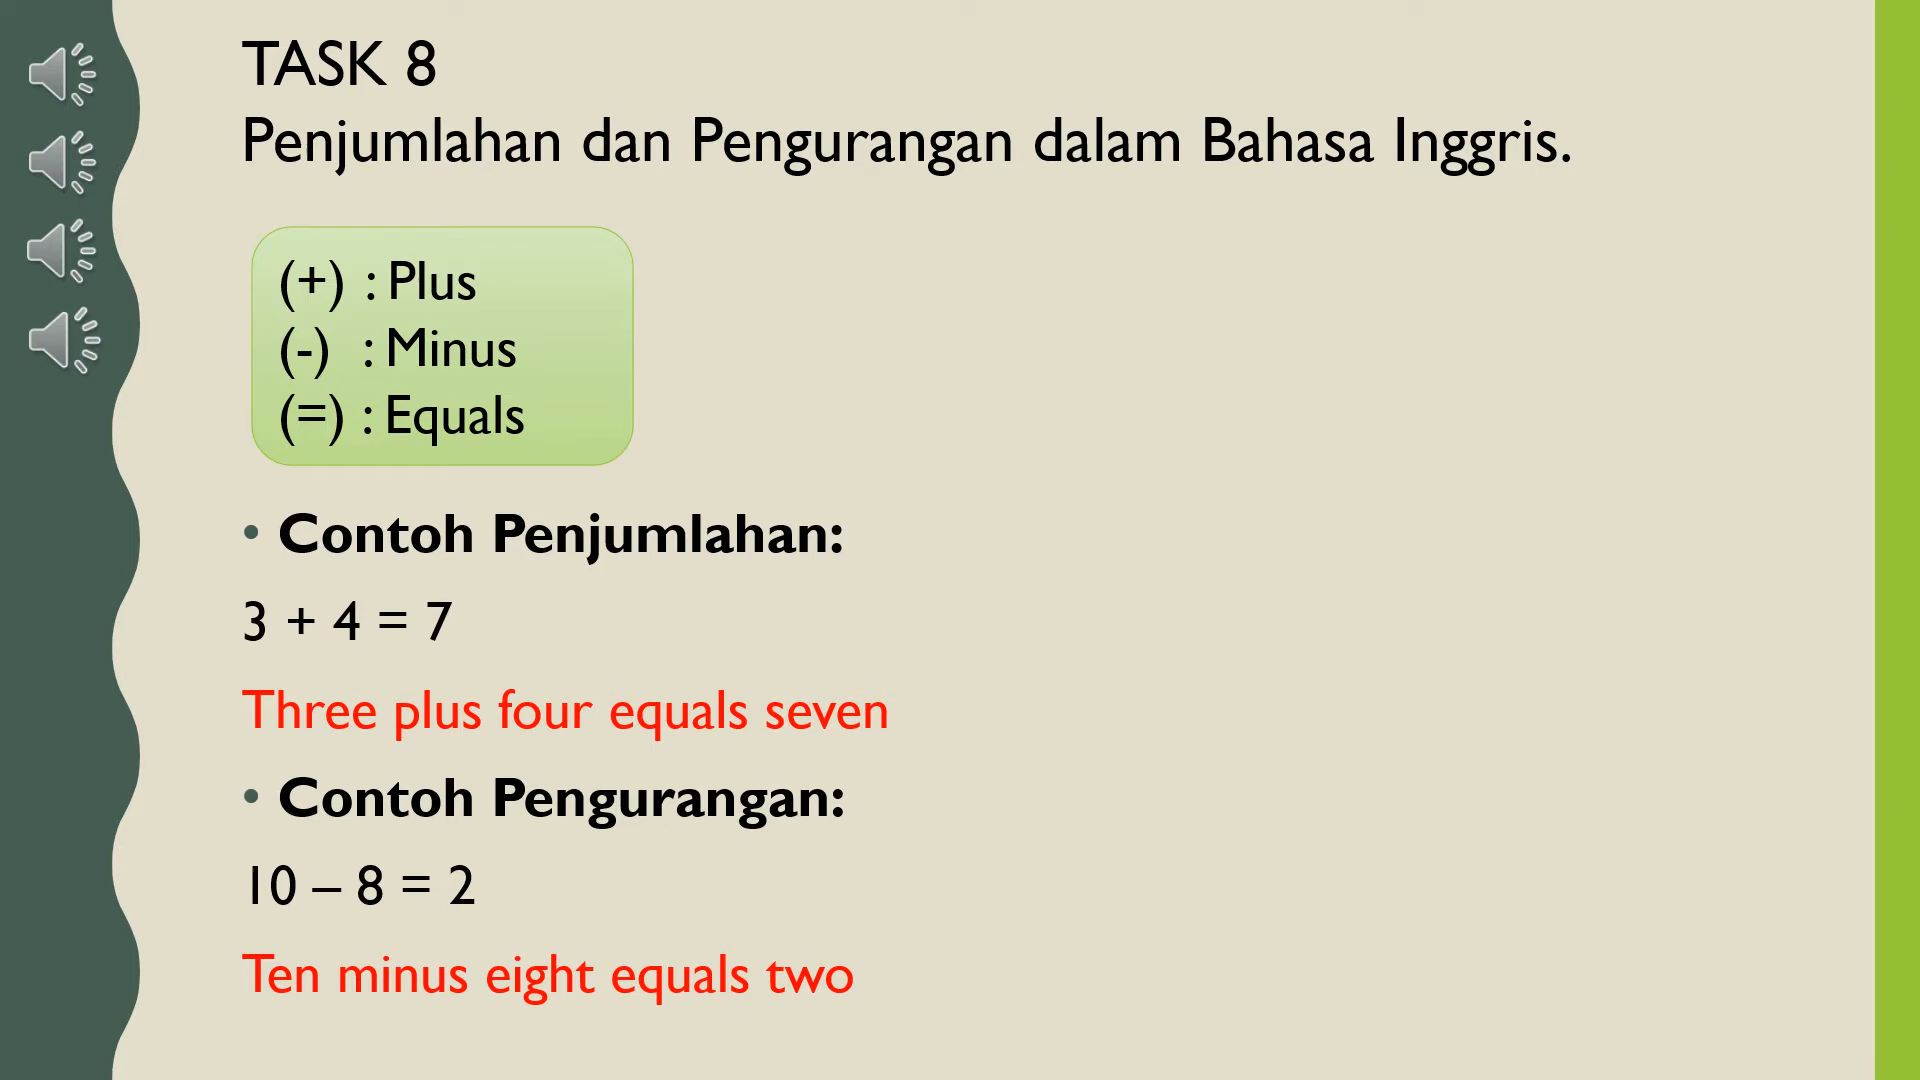 TASK 8
Penjumlahan dan Pengurangan dalam Bahasa Inggris.
(+) : Plus
(-) : Minus
(=) : Equals
• Contoh Penjumlahan:
3 + 4 = 7
Three plus four equals seven
• Contoh Pengurangan:
10 – 8 = 2
Ten minus eight equals two